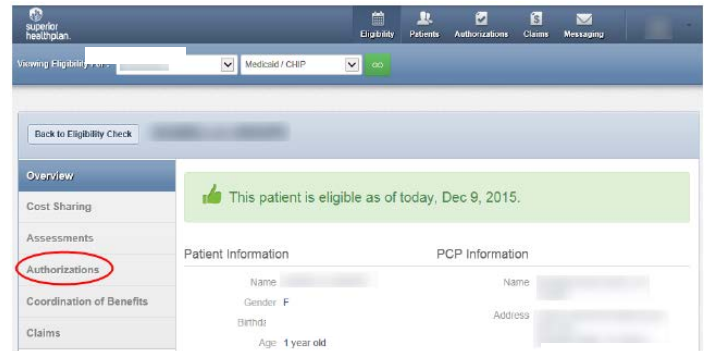 superior
healthplan.
Eligibility Patients Authorizations Claims Messaging
Viewing Eligibility For : Medicaid / CHIP GO
Back to Eligibility Check
Overview
This patient is eligible as of today, Dec 9, 2015.
Cost Sharing
Assessments
Patient Information PCP Information
Authorizations
Name Name
Coordination of Benefits
Gender F
Address
Claims
Age 1 year old